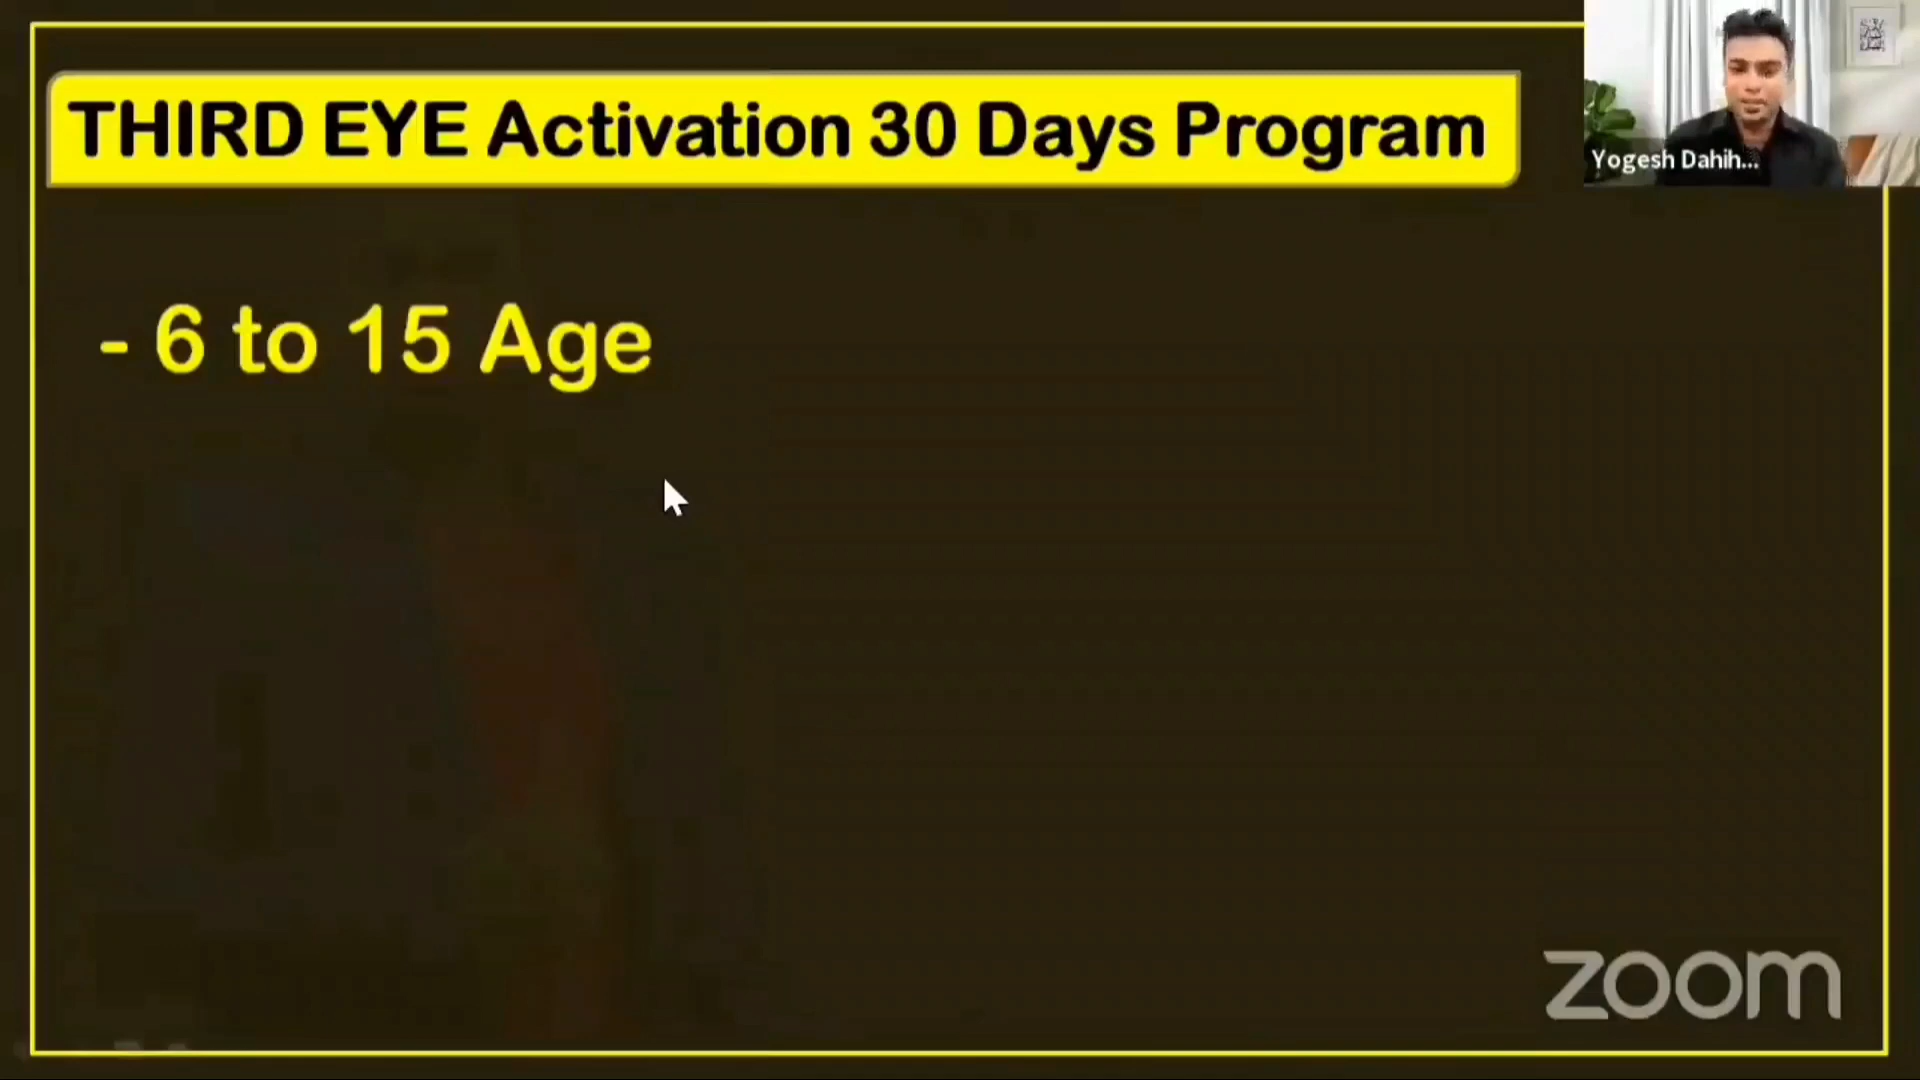 THIRD EYE Activation 30 Days Program
Yogesh Dahih...
- 6 to 15 Age
zoom